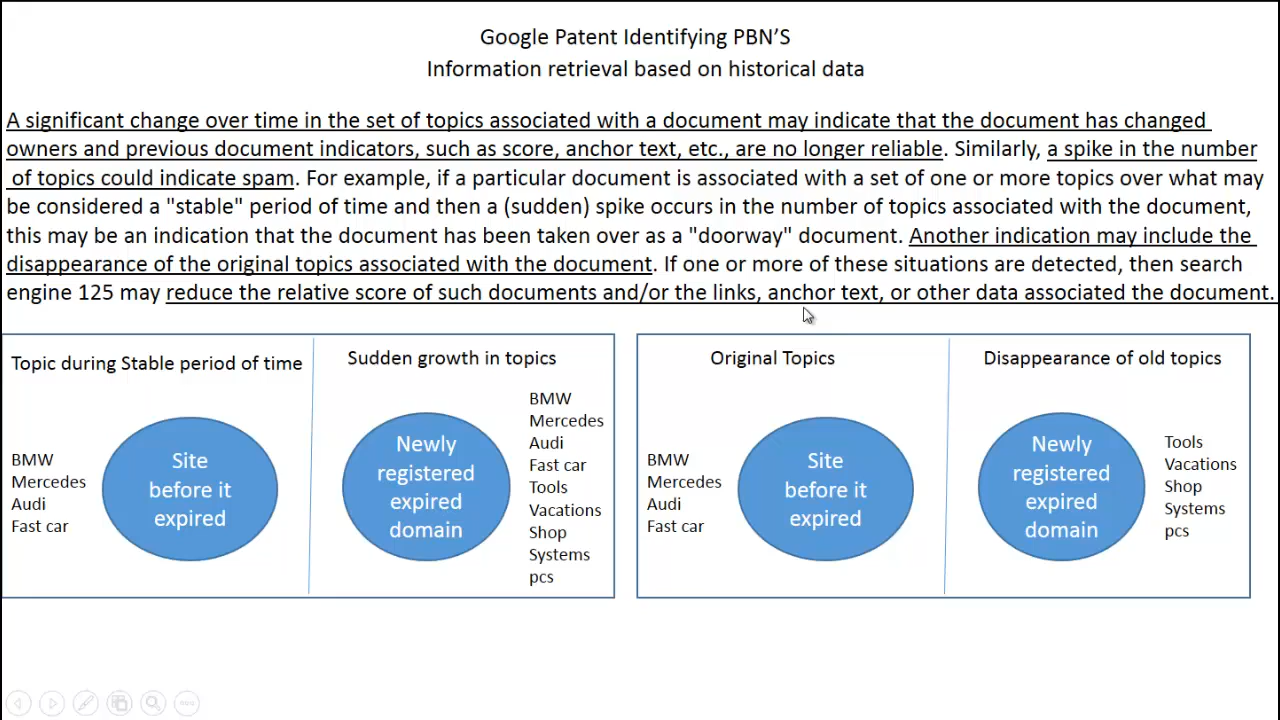 Google Patent Identifying PBN'S
Information retrieval based on historical data
A significant change over time in the set of topics associated with a document may indicate that the document has changed
owners and previous document indicators, such as score, anchor text, etc., are no longer reliable. Similarly, a spike in the number
of topics could indicate spam. For example, if a particular document is associated with a set of one or more topics over what may
be considered a "stable" period of time and then a (sudden) spike occurs in the number of topics associated with the document,
this may be an indication that the document has been taken over as a "doorway" document. Another indication may include the
disappearance of the original topics associated with the document. If one or more of these situations are detected, then search
engine 125 may reduce the relative score of such documents and/or the links, anchor text, or other data associated the document.
Topic during Stable period of time
BMW
Mercedes
Audi
Fast car
Site
before it
expired
Sudden growth in topics
Newly
registered
expired
domain
BMW
Mercedes
Audi
Fast car
Tools
Vacations
Shop
Systems
pcs
Original Topics
BMW
Mercedes
Audi
Fast car
Site
before it
expired
Disappearance of old topics
Newly
registered
expired
domain
Tools
Vacations
Shop
Systems
pcs